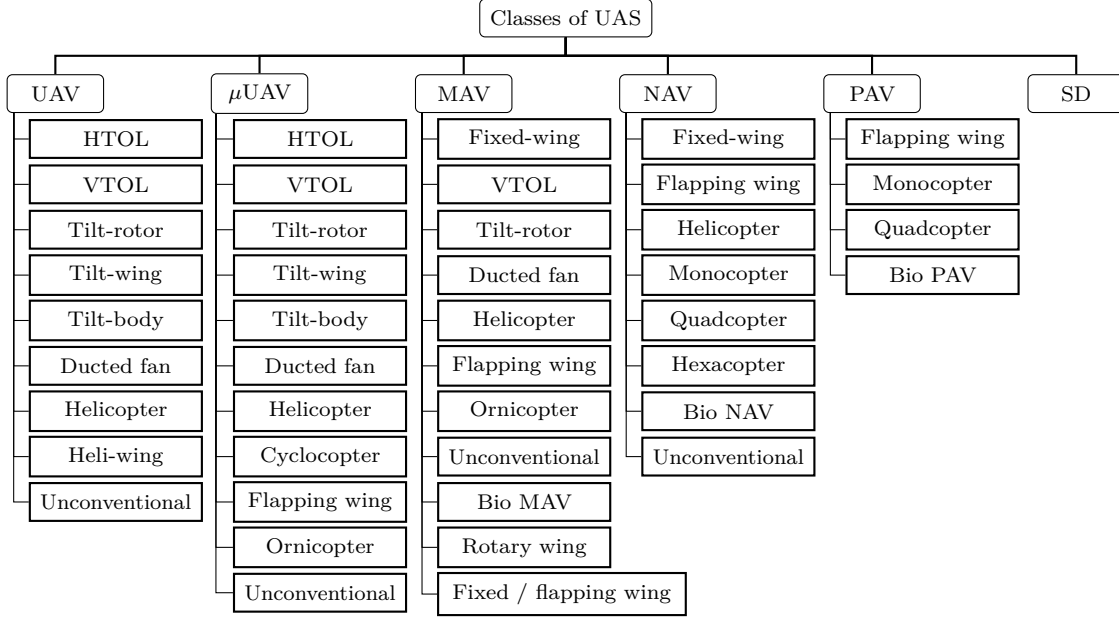 Classes of UAS
UAV
HTOL
VTOL
Tilt-rotor
Tilt-wing
Tilt-body
Ducted fan
Helicopter
Heli-wing
Unconventional
μUAV
HTOL
VTOL
Tilt-rotor
Tilt-wing
Tilt-body
Ducted fan
Helicopter
Cyclocopter
Flapping wing
Ornicopter
Unconventional
MAV
Fixed-wing
VTOL
Tilt-rotor
Ducted fan
Helicopter
Flapping wing
Ornicopter
Unconventional
Bio MAV
Rotary wing
Fixed / flapping wing
NAV
Fixed-wing
Flapping wing
Helicopter
Monocopter
Quadcopter
Hexacopter
Bio NAV
Unconventional
PAV
Flapping wing
Monocopter
Quadcopter
Bio PAV
SD